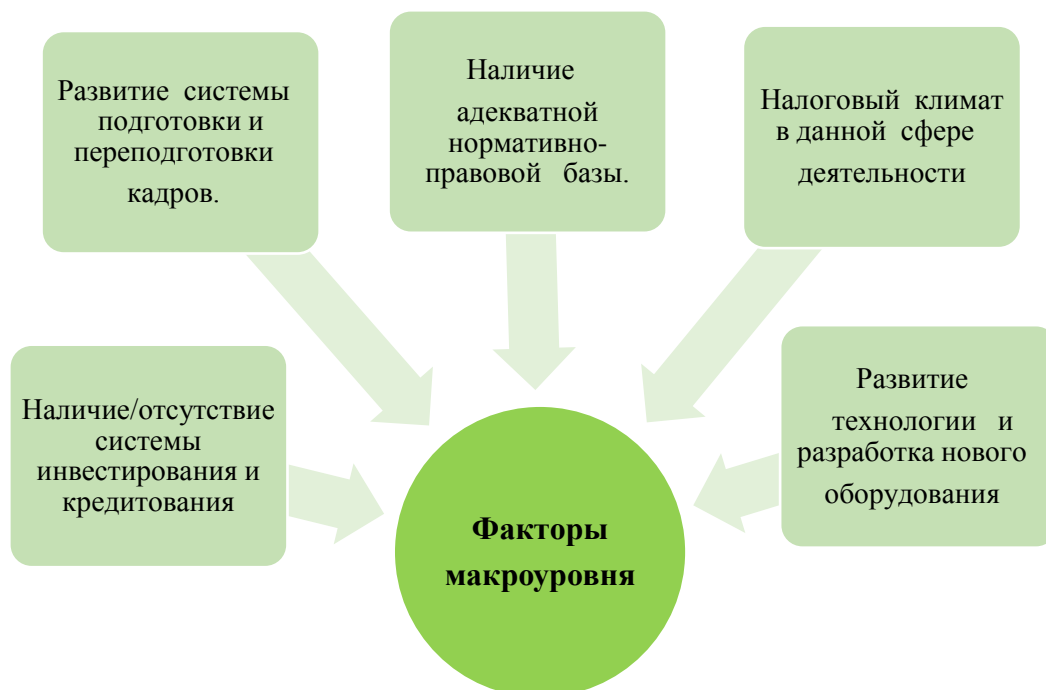 Развитие системы
подготовки и
переподготовки
кадров.
Наличие
адекватной
нормативно-
правовой базы.
Налоговый климат
в данной сфере
деятельности
Наличие/отсутствие
системы
инвестирования и
кредитования
Развитие
технологии и
разработка нового
оборудования
Факторы
макроуровня